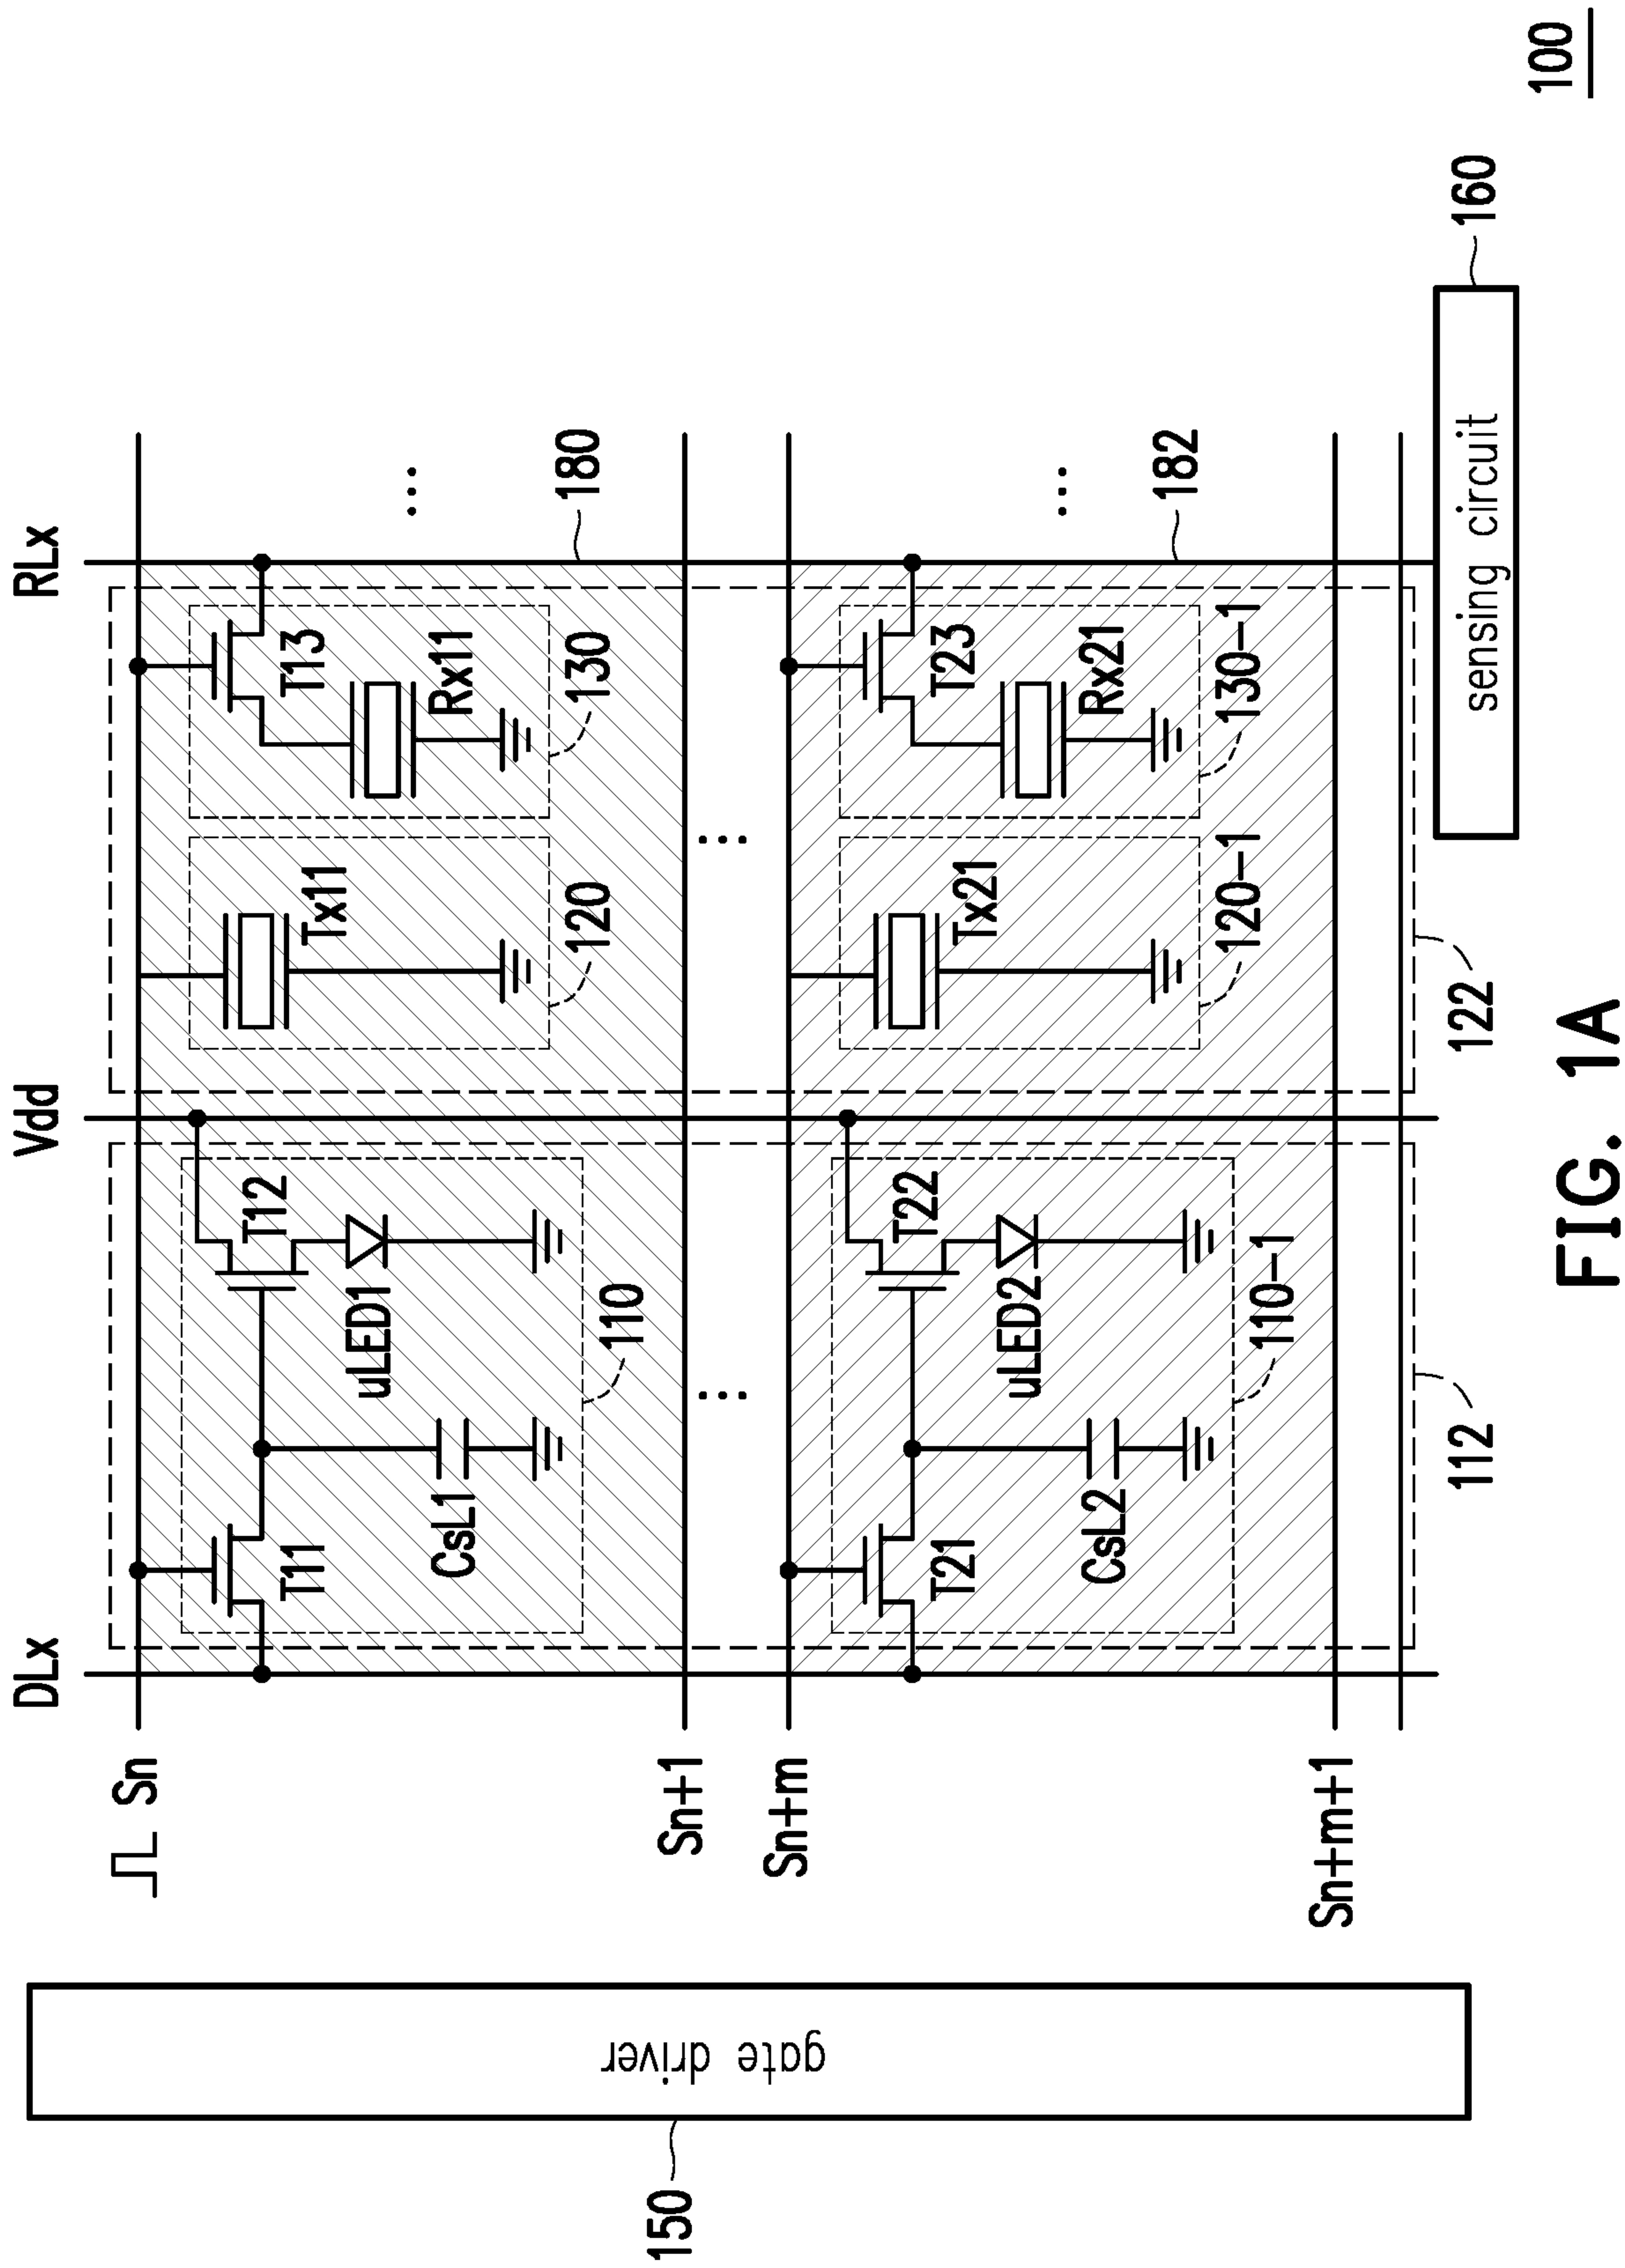 DLx
Vdd
RLx
Sn
T11
T12
CsL1
uLED1
110
Tx11
120
T13
Rx11
130
180
Sn+1
Sn+m
T21
T22
CsL2
uLED2
110-1
Tx21
120-1
T23
Rx21
130-1
182
Sn+m+1
112
122
150
gate driver
sensing circuit
160
100
FIG. 1A